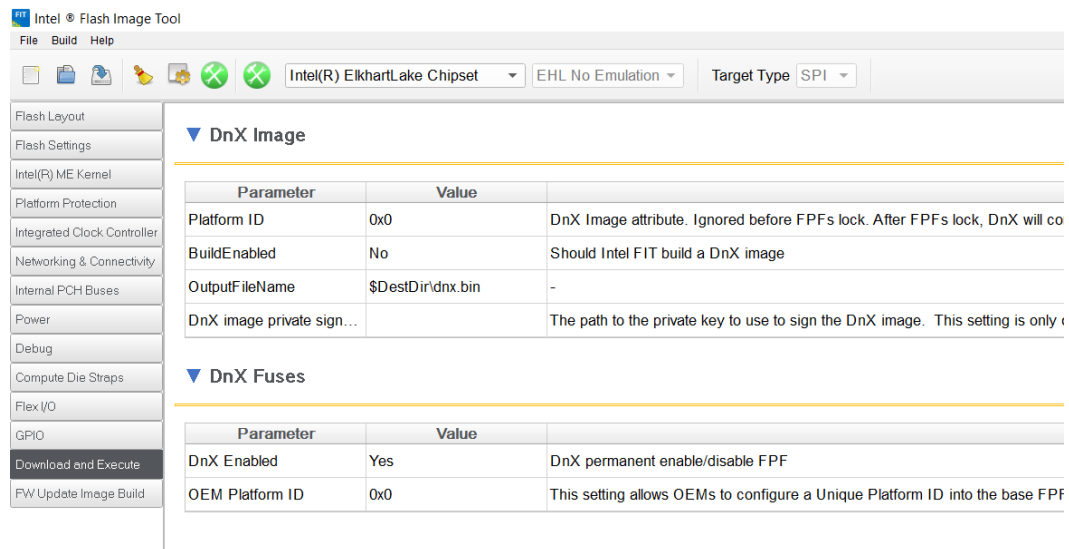 FIT Intel ® Flash Image Tool
File Build Help
Intel(R) ElkhartLake Chipset EHL No Emulation Target Type SPI
Flash Layout
Flash Settings
Intel(R) ME Kernel
Platform Protection
Integrated Clock Controller
Networking & Connectivity
Internal PCH Buses
Power
Debug
Compute Die Straps
Flex I/O
GPIO
Download and Execute
FW Update Image Build
DnX Image
Parameter Value
Platform ID 0x0 DnX Image attribute. Ignored before FPFs lock. After FPFs lock, DnX will co
BuildEnabled No Should Intel FIT build a DnX image
OutputFileName $DestDir\dnx.bin -
DnX image private sign... The path to the private key to use to sign the DnX image. This setting is only
DnX Fuses
Parameter Value
DnX Enabled Yes DnX permanent enable/disable FPF
OEM Platform ID 0x0 This setting allows OEMs to configure a Unique Platform ID into the base FPF